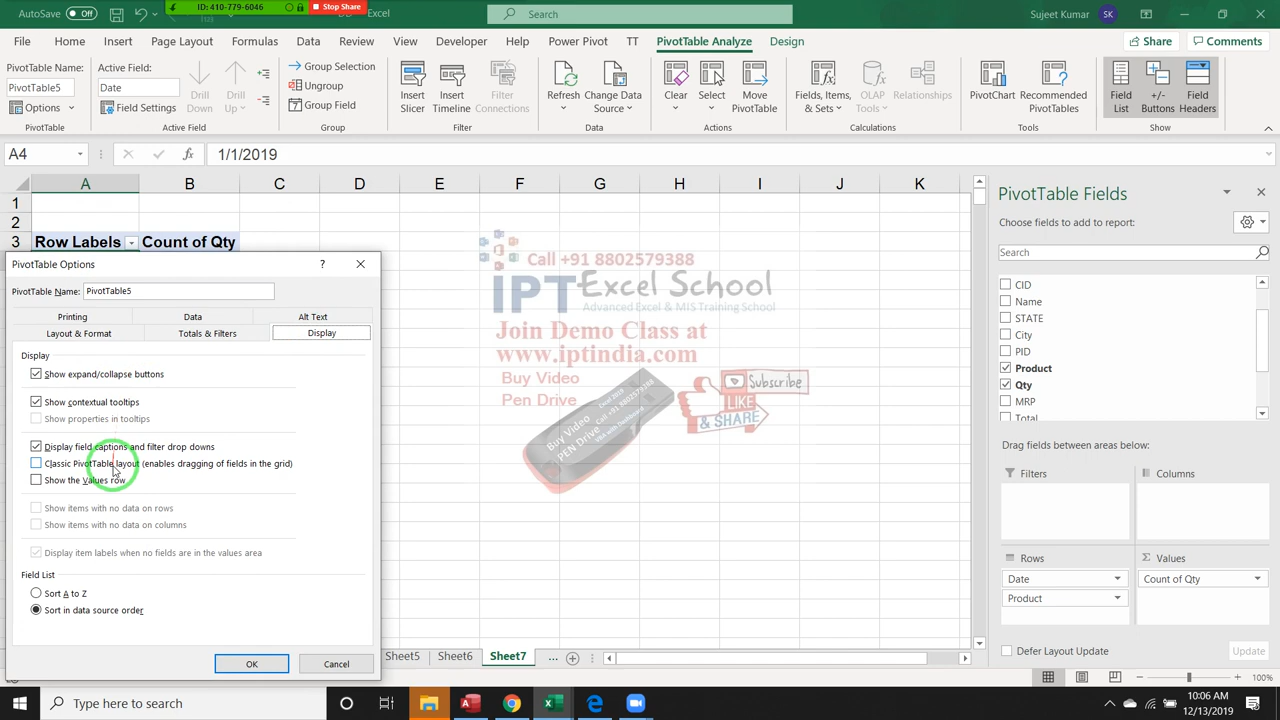 AutoSave Off
ID: 410-779-6046 Stop Share
Excel
Search
Sujeet Kumar SK
File Home Insert Page Layout Formulas Data Review View Developer Help Power Pivot TT PivotTable Analyze Design Share Comments
PivotTable Name:
PivotTable5
Options
PivotTable
Active Field:
Date
Field Settings
Drill Down
Drill Up
Active Field
Group Selection
Ungroup
Group Field
Group
Insert Slicer
Insert Timeline
Filter Connections
Filter
Refresh
Change Data Source
Data
Clear
Select
Move PivotTable
Actions
Fields, Items, & Sets
OLAP Tools
Relationships
Calculations
PivotChart
Recommended PivotTables
Tools
Field List
+/- Buttons
Field Headers
Show
A4 fx 1/1/2019
A B C D E F G H I J K
1
2
3 Row Labels Count of Qty
PivotTable Options ?
PivotTable Name: PivotTable5
Printing Data Alt Text
Layout & Format Totals & Filters Display
Display
Show expand/collapse buttons
Show contextual tooltips
Show properties in tooltips
Display field captions and filter drop downs
Classic PivotTable layout (enables dragging of fields in the grid)
Show the Values row
Show items with no data on rows
Show items with no data on columns
Display item labels when no fields are in the values area
Field List
Sort A to Z
Sort in data source order
OK Cancel
Call +91 8802579388
IPT Excel School
Advanced Excel & MIS Training School
Join Demo Class at
www.iptindia.com
Buy Video
Pen Drive
Subscribe
LIKE
& SHARE
Buy Video
PEN Drive
PivotTable Fields
Choose fields to add to report:
Search
CID
Name
STATE
City
PID
Product
Qty
MRP
Total
Drag fields between areas below:
Filters Columns
Rows Σ Values
Date Count of Qty
Product
Defer Layout Update Update
Sheet5 Sheet6 Sheet7 ...
100%
Type here to search
10:06 AM
12/13/2019